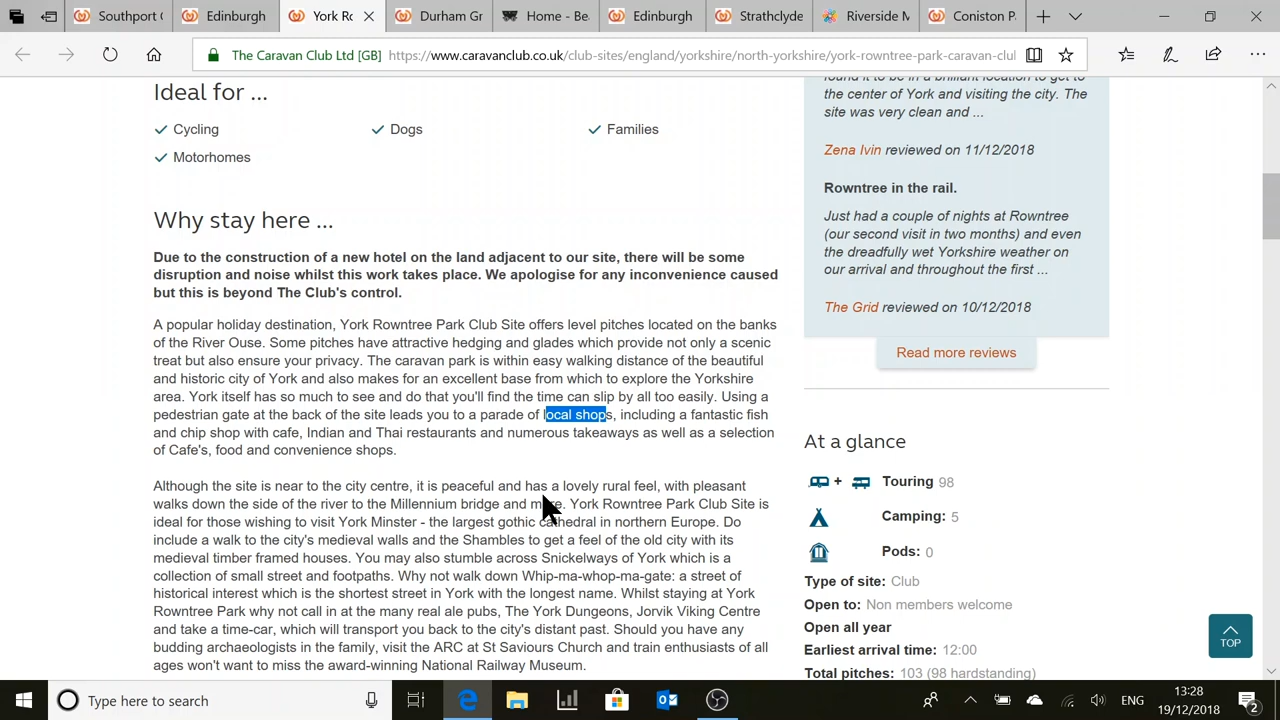 Southport (
Edinburgh
York Ro
Durham Gr
Home - Be
Edinburgh
Strathclyde
Riverside M
Coniston P
The Caravan Club Ltd [GB] https://www.caravanclub.co.uk/club-sites/england/yorkshire/north-yorkshire/york-rowntree-park-caravan-clul
Ideal for ...
Cycling
Dogs
Families
Motorhomes
Why stay here ...
Due to the construction of a new hotel on the land adjacent to our site, there will be some
disruption and noise whilst this work takes place. We apologise for any inconvenience caused
but this is beyond The Club's control.
A popular holiday destination, York Rowntree Park Club Site offers level pitches located on the banks
of the River Ouse. Some pitches have attractive hedging and glades which provide not only a scenic
treat but also ensure your privacy. The caravan park is within easy walking distance of the beautiful
and historic city of York and also makes for an excellent base from which to explore the Yorkshire
area. York itself has so much to see and do that you'll find the time can slip by all too easily. Using a
pedestrian gate at the back of the site leads you to a parade of local shops, including a fantastic fish
and chip shop with cafe, Indian and Thai restaurants and numerous takeaways as well as a selection
of Cafe's, food and convenience shops.
Although the site is near to the city centre, it is peaceful and has a lovely rural feel, with pleasant
walks down the side of the river to the Millennium bridge and more. York Rowntree Park Club Site is
ideal for those wishing to visit York Minster - the largest gothic cathedral in northern Europe. Do
include a walk to the city's medieval walls and the Shambles to get a feel of the old city with its
medieval timber framed houses. You may also stumble across Snickelways of York which is a
collection of small street and footpaths. Why not walk down Whip-ma-whop-ma-gate: a street of
historical interest which is the shortest street in York with the longest name. Whilst staying at York
Rowntree Park why not call in at the many real ale pubs, The York Dungeons, Jorvik Viking Centre
and take a time-car, which will transport you back to the city's distant past. Should you have any
budding archaeologists in the family, visit the ARC at St Saviours Church and train enthusiasts of all
ages won't want to miss the award-winning National Railway Museum.
found it to be in a brilliant location to get to
the center of York and visiting the city. The
site was very clean and ...
Zena Ivin reviewed on 11/12/2018
Rowntree in the rail.
Just had a couple of nights at Rowntree
(our second visit in two months) and even
the dreadfully wet Yorkshire weather on
our arrival and throughout the first ...
The Grid reviewed on 10/12/2018
Read more reviews
At a glance
+ Touring 98
Camping: 5
Pods: 0
Type of site: Club
Open to: Non members welcome
Open all year
Earliest arrival time: 12:00
Total pitches: 103 (98 hardstanding)
TOP
Type here to search
ENG
13:28
19/12/2018
2